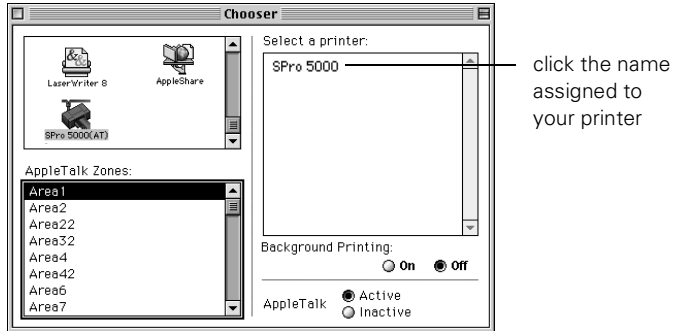 Chooser
LaserWriter 8
AppleShare
SPro 5000(AT)
AppleTalk Zones:
Area1
Area2
Area22
Area32
Area4
Area42
Area6
Area7
Select a printer:
SPro 5000
Background Printing:
On Off
AppleTalk
Active
Inactive
click the name
assigned to
your printer